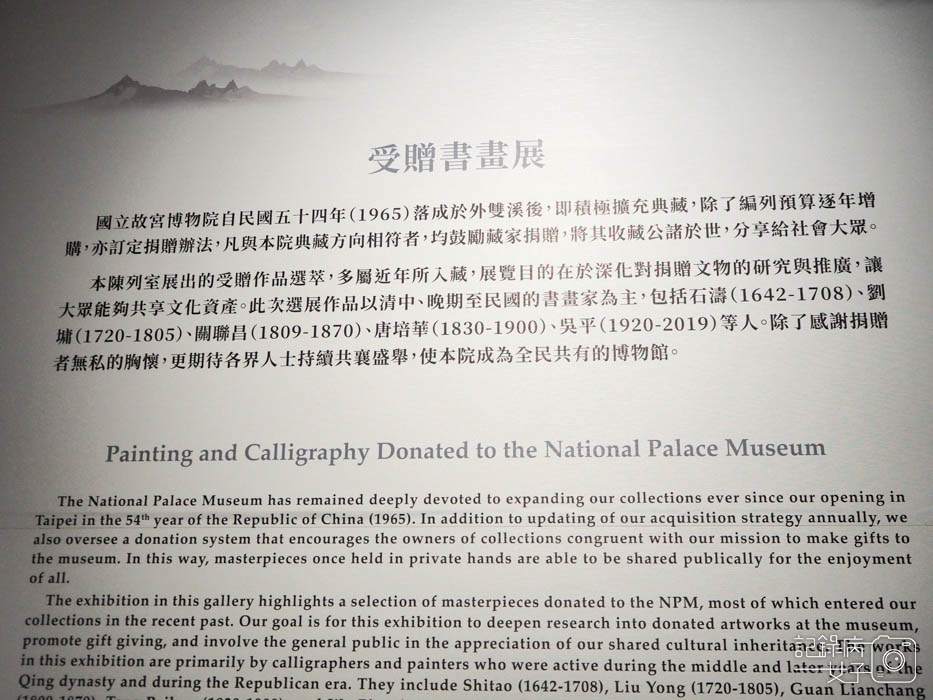 受贈書畫展
國立故宮博物院自民國五十四年(1965)落成於外雙溪後,即積極擴充典藏,除了編列預算逐年增
購,亦訂定捐贈辦法,凡與本院典藏方向相符者,均鼓勵藏家捐贈,將其收藏公諸於世,分享給社會大眾。
本陳列室展出的受贈作品選萃,多屬近年所入藏,展覽目的在於深化對捐贈文物的研究與推廣,讓
大眾能夠共享文化資產。此次選展作品以清中、晚期至民國的書畫家為主,包括石濤(1642-1708)、劉
墉(1720-1805)、關聯昌(1809-1870)、唐培華(1830-1900)、吳平(1920-2019)等人。除了感謝捐贈
者無私的胸懷,更期待各界人士持續共襄盛舉,使本院成為全民共有的博物館。
Painting and Calligraphy Donated to the National Palace Museum
The National Palace Museum has remained deeply devoted to expanding our collections ever since our opening in
Taipei in the 54th year of the Republic of China (1965). In addition to updating of our acquisition strategy annually, we
also oversee a donation system that encourages the owners of collections congruent with our mission to make gifts to
the museum. In this way, masterpieces once held in private hands are able to be shared publically for the enjoyment
of all.
The exhibition in this gallery highlights a selection of masterpieces donated to the NPM, most of which entered our
collections in the recent past. Our goal is for this exhibition to deepen research into donated artworks at the museum,
promote gift giving, and involve the general public in the appreciation of our shared cultural inheritance. The works
in this exhibition are primarily by calligraphers and painters who were active during the middle and later the
Qing dynasty and during the Republican era. They include Shitao (1642-1708), Liu Yong (1720-1805), Guan Lianchang
記錄病
女子